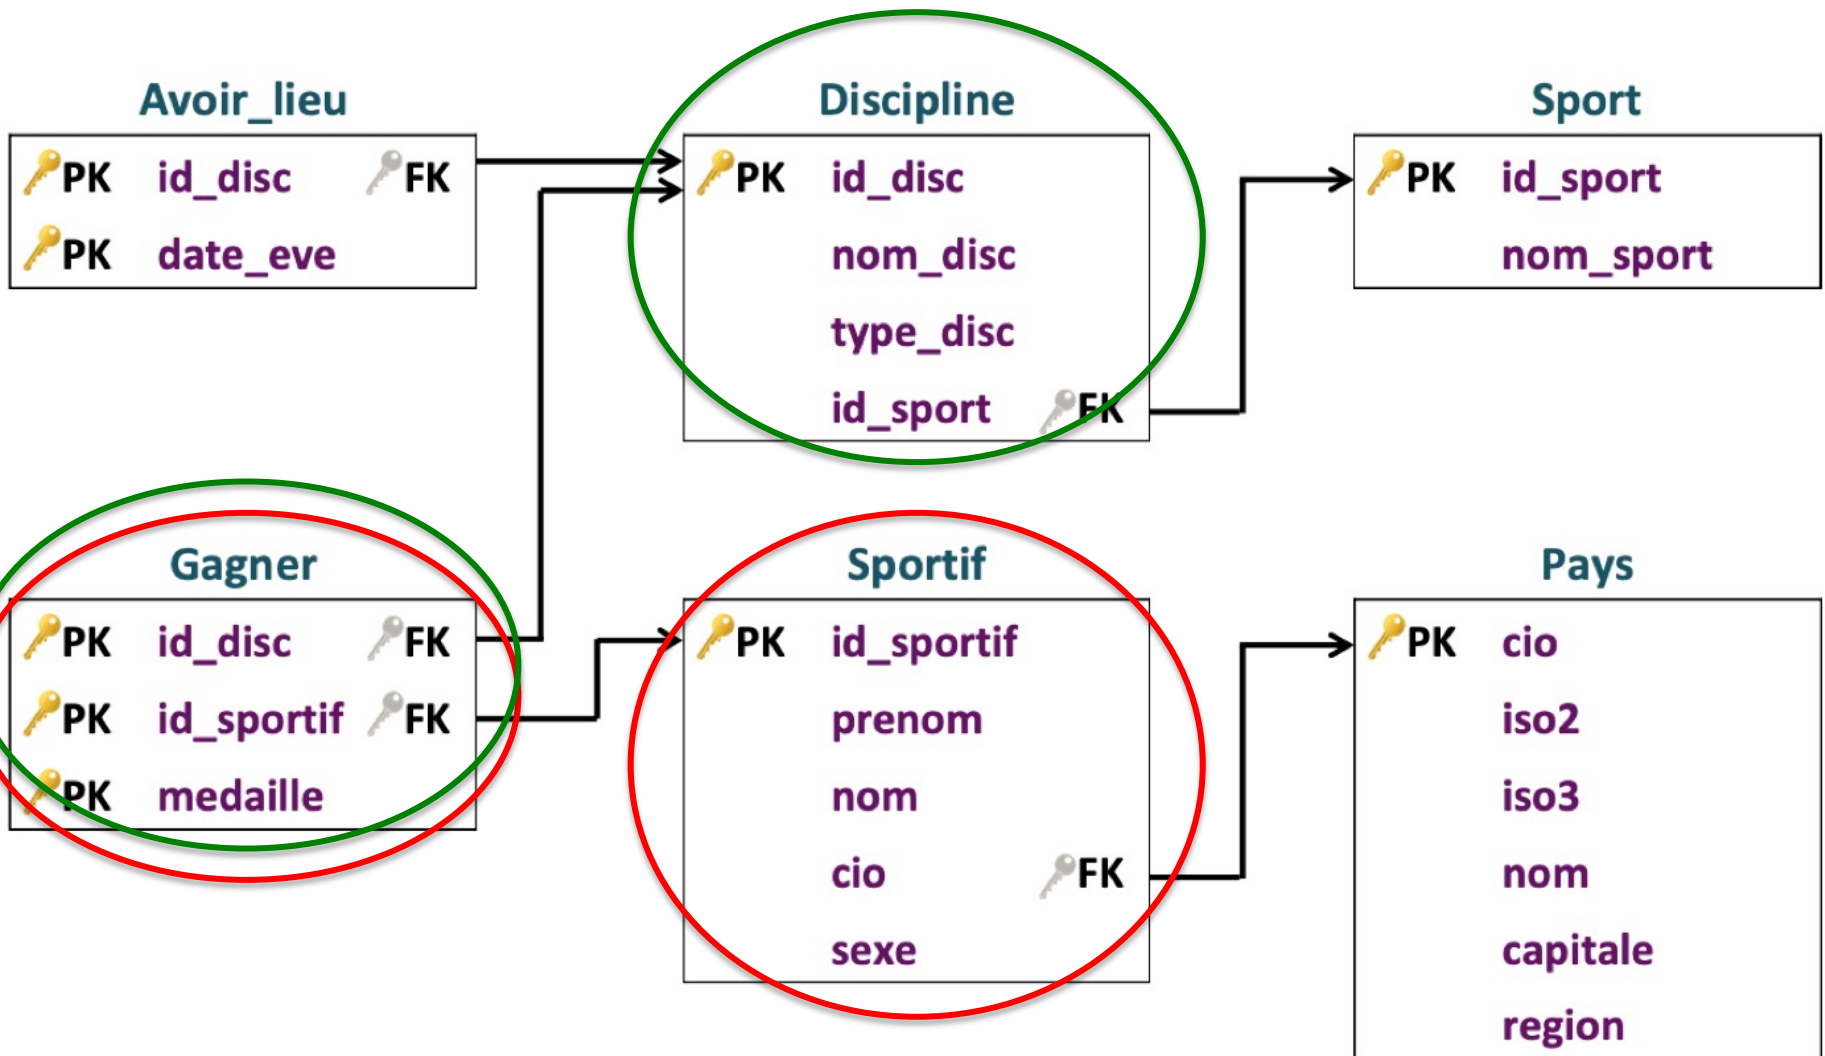 Avoir_lieu
PK id_disc FK
PK date_eve
Discipline
PK id_disc
nom_disc
type_disc
id_sport FK
Sport
PK id_sport
nom_sport
Gagner
PK id_disc FK
PK id_sportif FK
PK medaille
Sportif
PK id_sportif
prenom
nom
cio FK
sexe
Pays
PK cio
iso2
iso3
nom
capitale
region